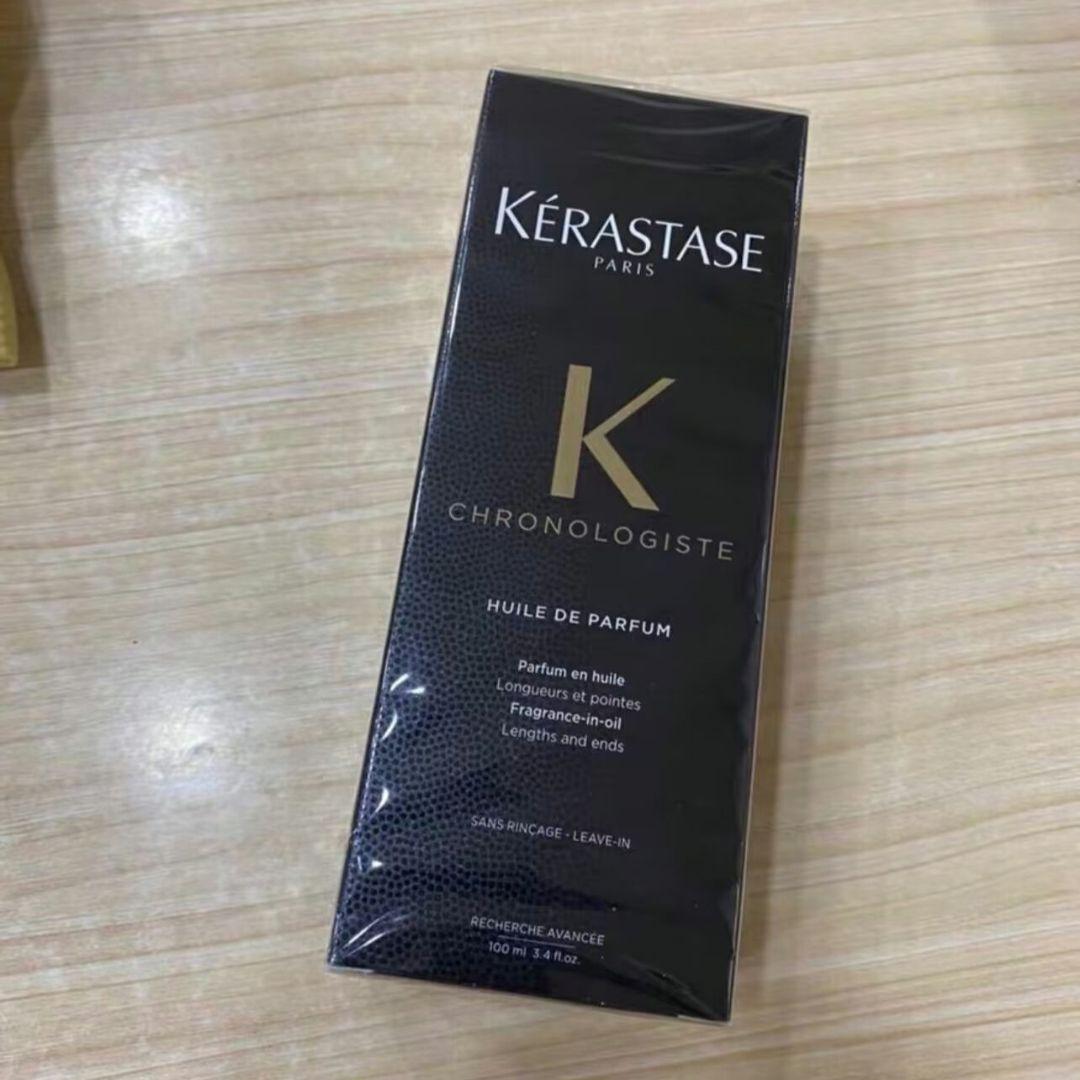 KÉRASTASE
PARIS
K
CHRONOLOGISTE
HUILE DE PARFUM
Parfum en huile
Longueurs et pointes
Fragrance-in-oil
Lengths and ends
SANS RINÇAGE - LEAVE-IN
RECHERCHE AVANCÉE
100 ml 3.4 fl.oz.